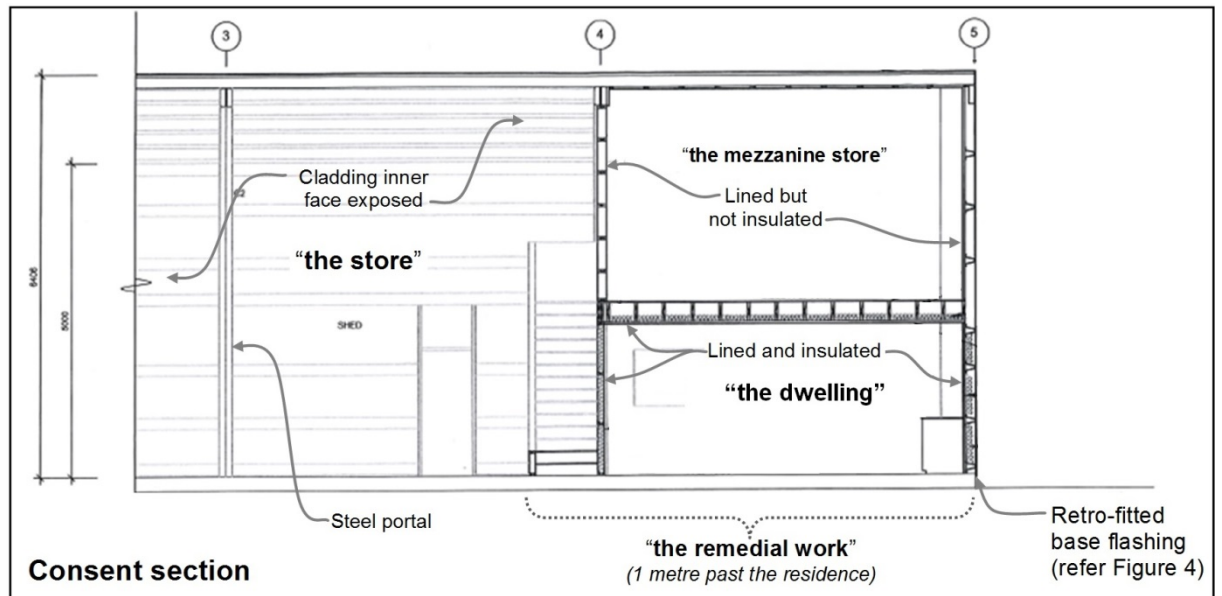 3
4
5
6406
5000
Cladding inner
face exposed
"the store"
SHED
"the mezzanine store"
Lined but
not insulated
Lined and insulated
"the dwelling"
Steel portal
"the remedial work"
(1 metre past the residence)
Retro-fitted
base flashing
(refer Figure 4)
Consent section